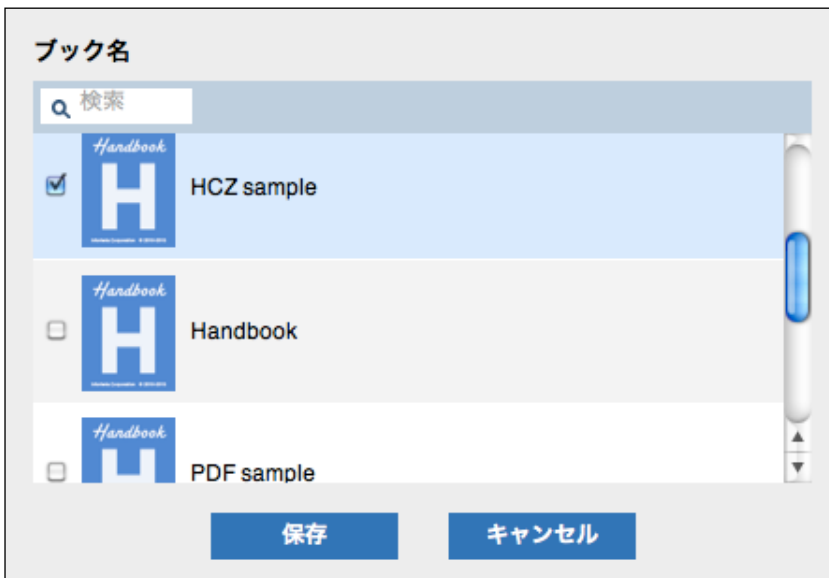 ブック名
検索
Handbook
H
HCZ sample
Handbook
H
Handbook
Handbook
H
PDF sample
保存
キャンセル